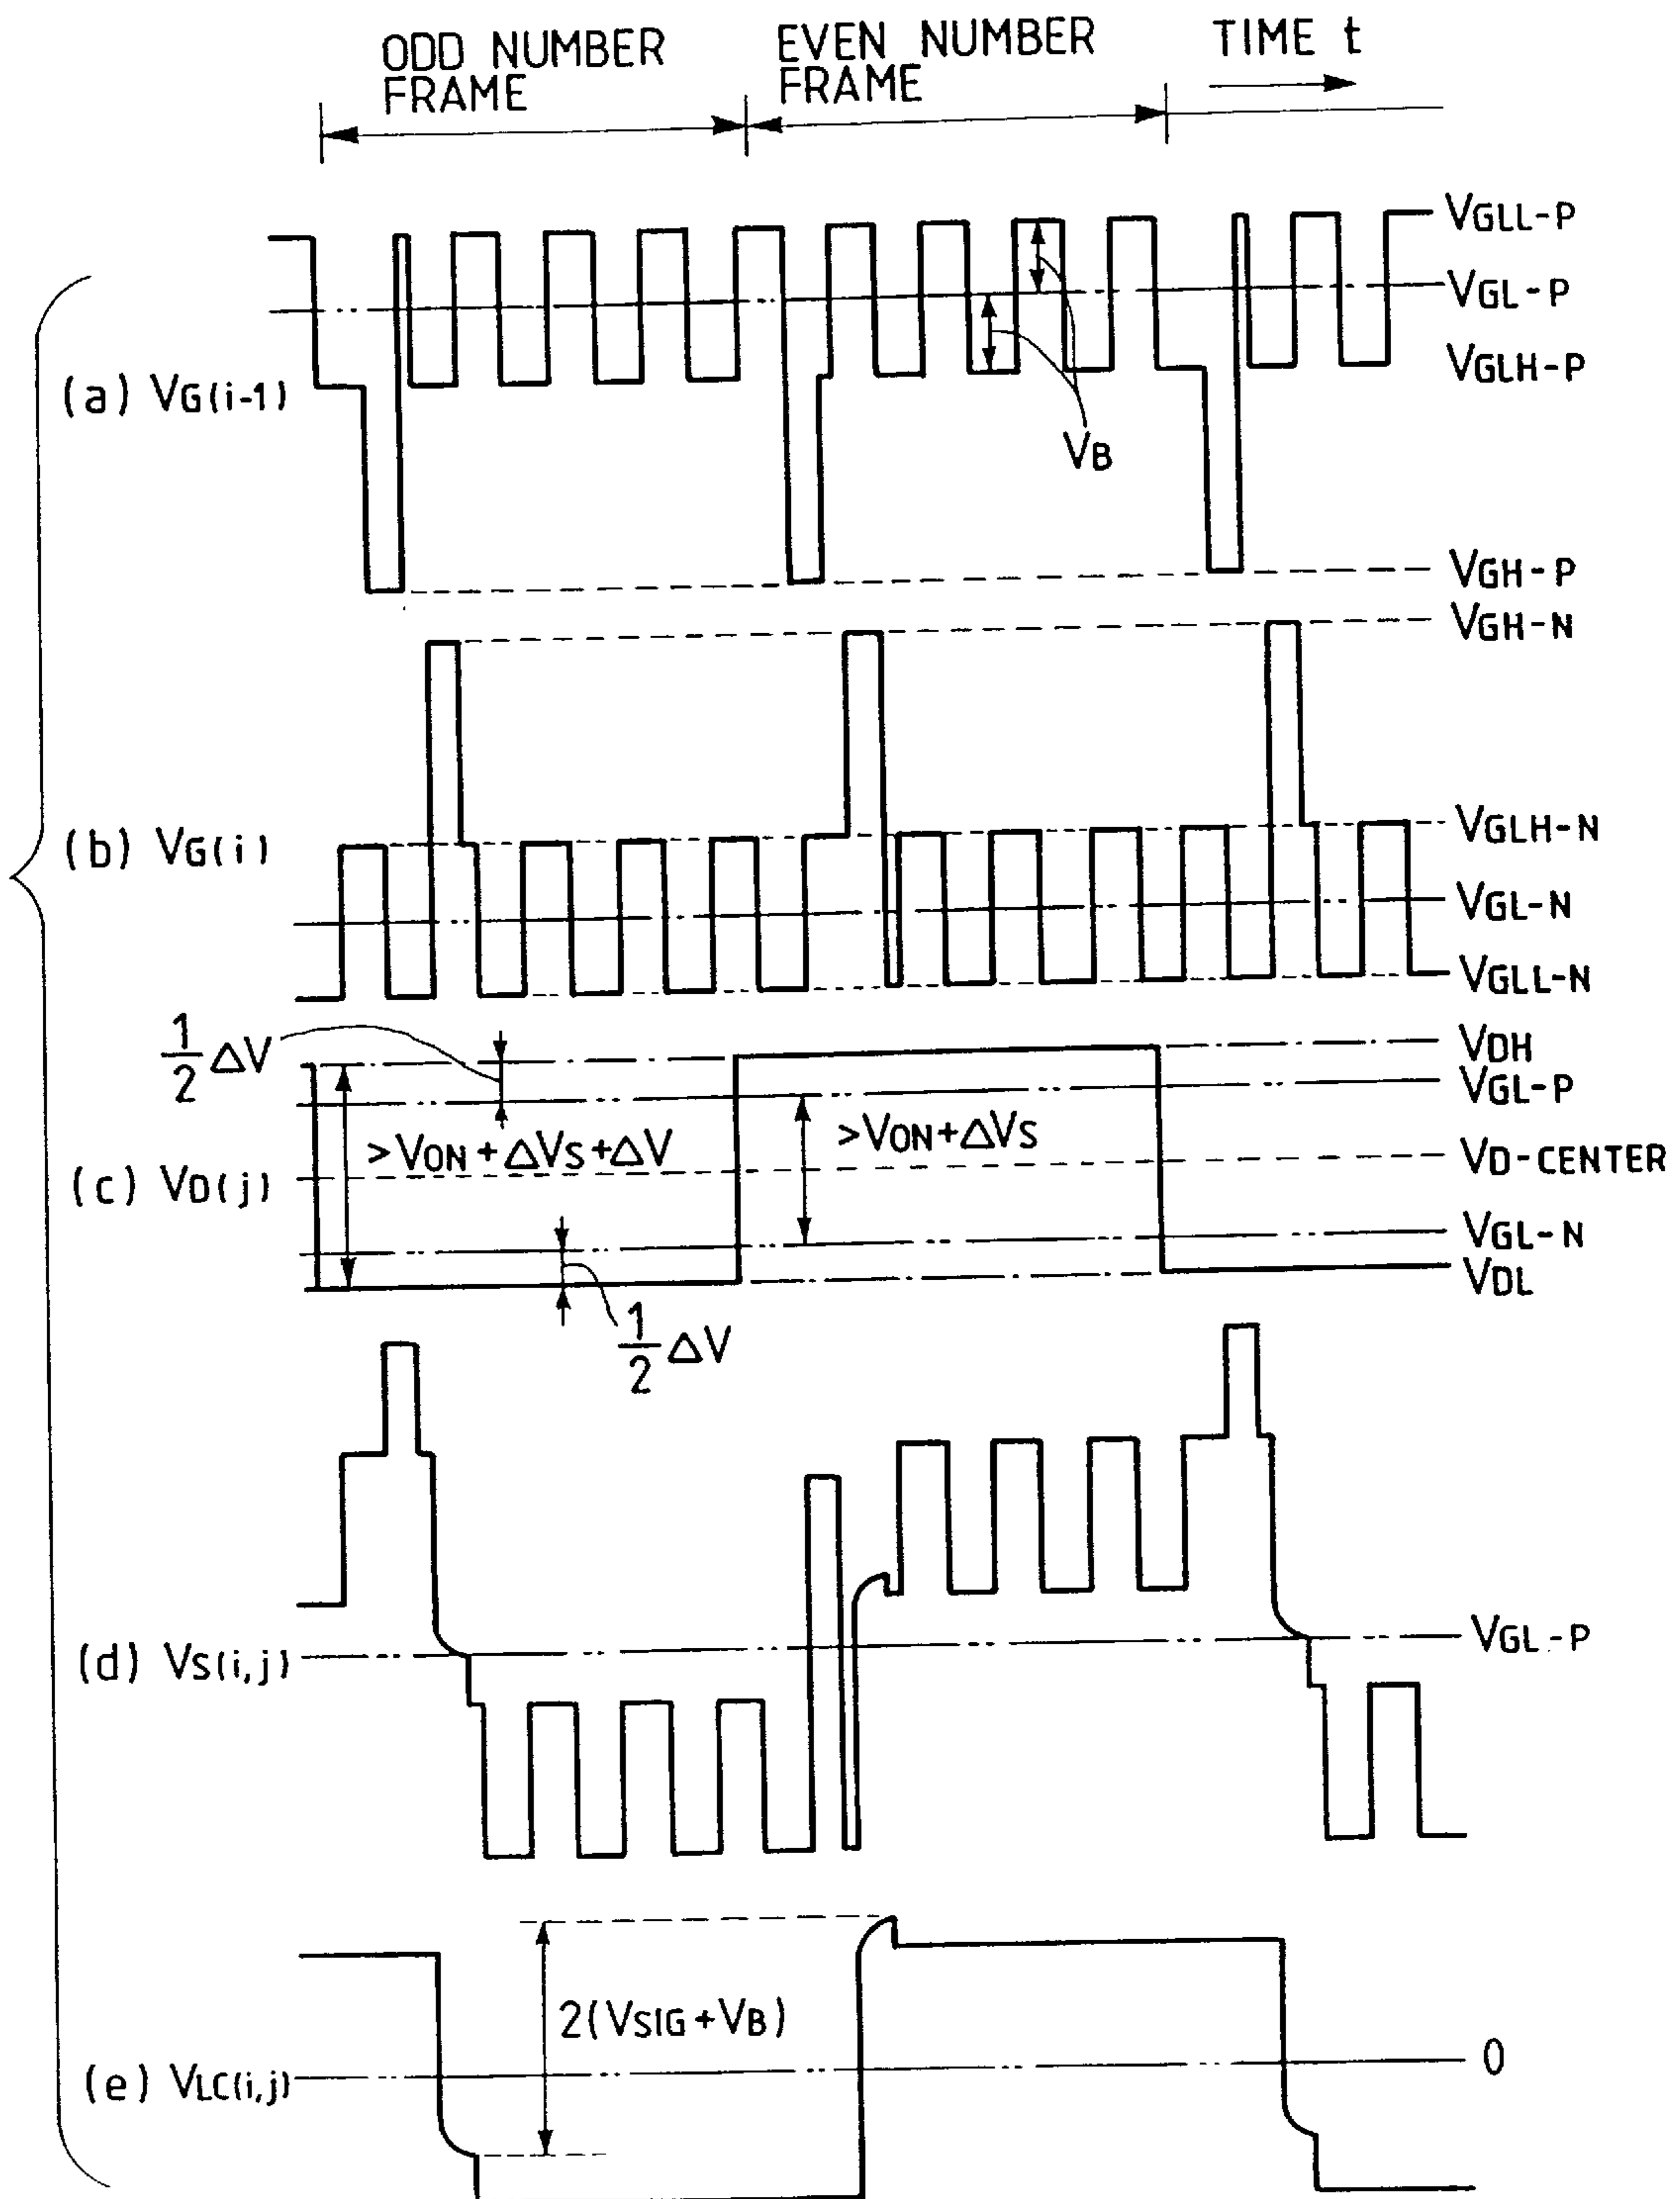 ODD NUMBER
FRAME
EVEN NUMBER
FRAME
TIME t
VGLL-P
VGL-P
(a) VG(i-1)
VGLH-P
VB
VGH-P
VGH-N
(b) VG(i)
VGLH-N
VGL-N
VGLL-N
1/2 ΔV
VDH
VGL-P
>VON+ΔVS+ΔV
>VON+ΔVS
VD-CENTER
(c) VD(j)
VGL-N
VDL
1/2 ΔV
(d) VS(i,j)
VGL-P
2(VSIG+VB)
(e) VLC(i,j)
0